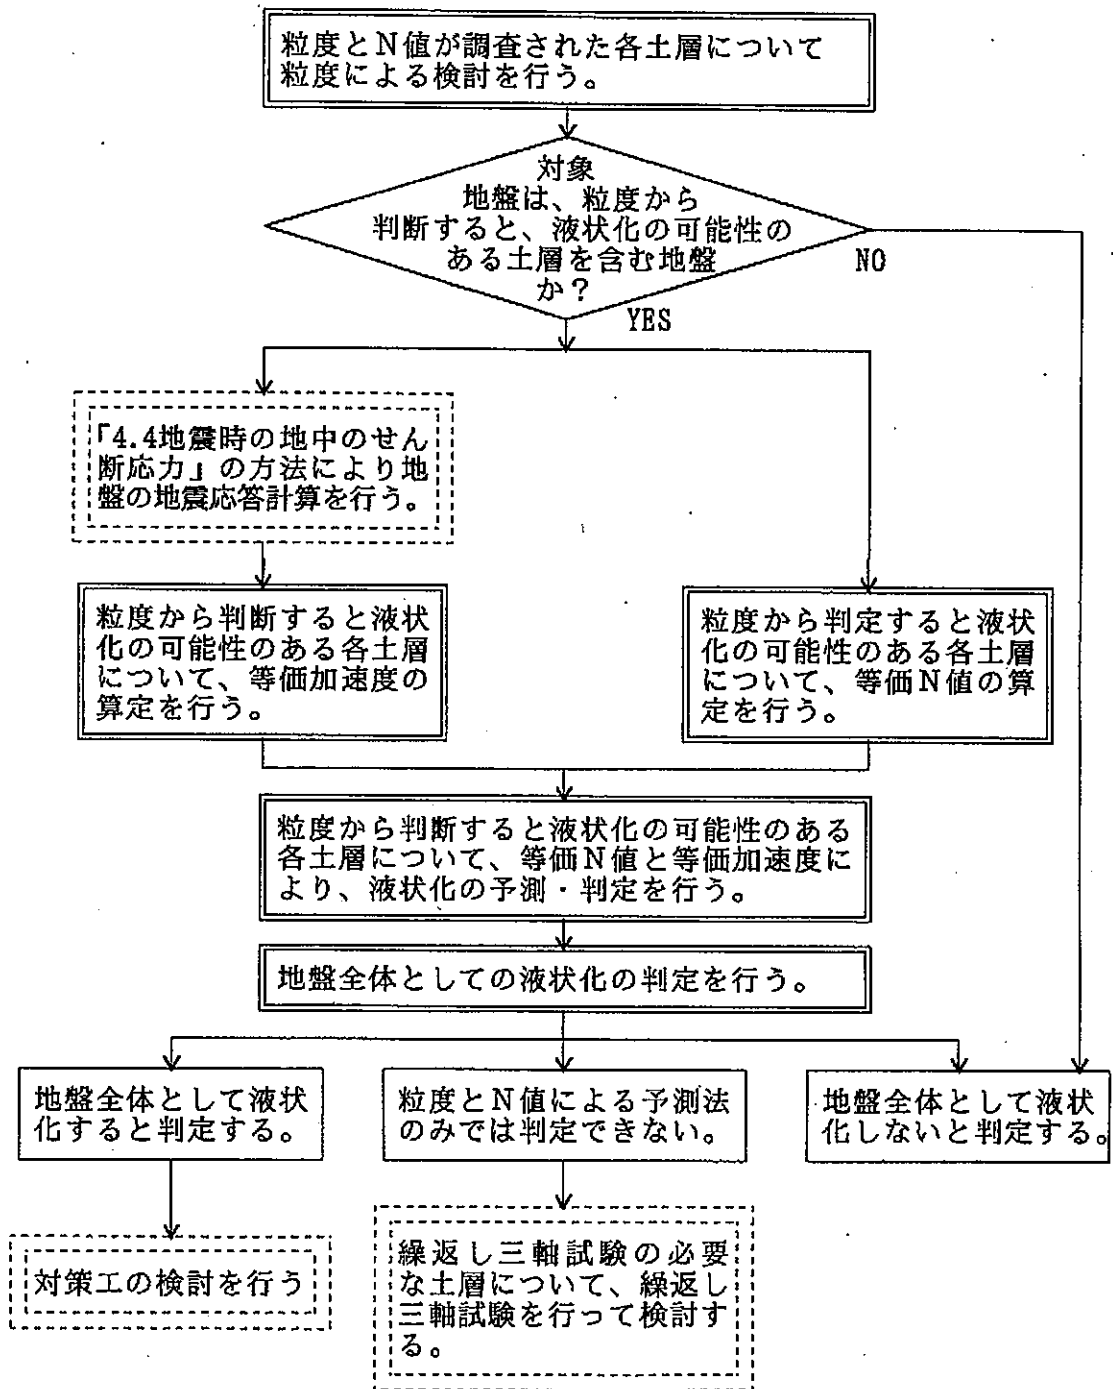 粒度とN値が調査された各土層について
粒度による検討を行う。
対象
地盤は、粒度から
判断すると、液状化の可能性の
ある土層を含む地盤
か？
NO
YES
「4.4地震時の地中のせん
断応力」の方法により地
盤の地震応答計算を行う。
粒度から判断すると液状
化の可能性のある各土層
について、等価加速度の
算定を行う。
粒度から判定すると液状
化の可能性のある各土層
について、等価N値の算
定を行う。
粒度から判断すると液状化の可能性のある
各土層について、等価N値と等価加速度に
より、液状化の予測・判定を行う。
地盤全体としての液状化の判定を行う。
地盤全体として液状
化すると判定する。
粒度とN値による予測法
のみでは判定できない。
地盤全体として液状
化しないと判定する。
対策工の検討を行う
繰返し三軸試験の必要
な土層について、繰返し
三軸試験を行って検討す
る。